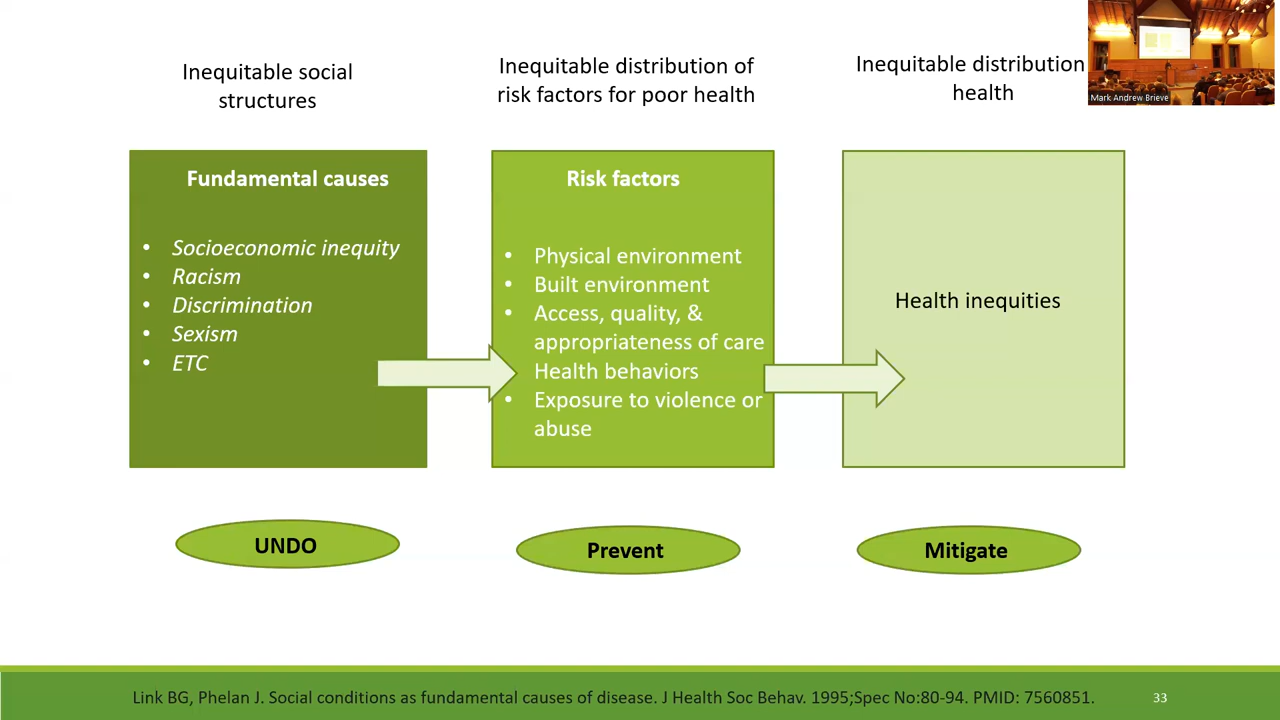 Inequitable social
structures
Inequitable distribution of
risk factors for poor health
Inequitable distribution
health
Mark Andrew Brieve
Fundamental causes
• Socioeconomic inequity
• Racism
• Discrimination
• Sexism
• ETC
Risk factors
• Physical environment
• Built environment
• Access, quality, &
appropriateness of care
Health behaviors
• Exposure to violence or
abuse
Health inequities
UNDO
Prevent
Mitigate
Link BG, Phelan J. Social conditions as fundamental causes of disease. J Health Soc Behav. 1995;Spec No:80-94. PMID: 7560851.
33